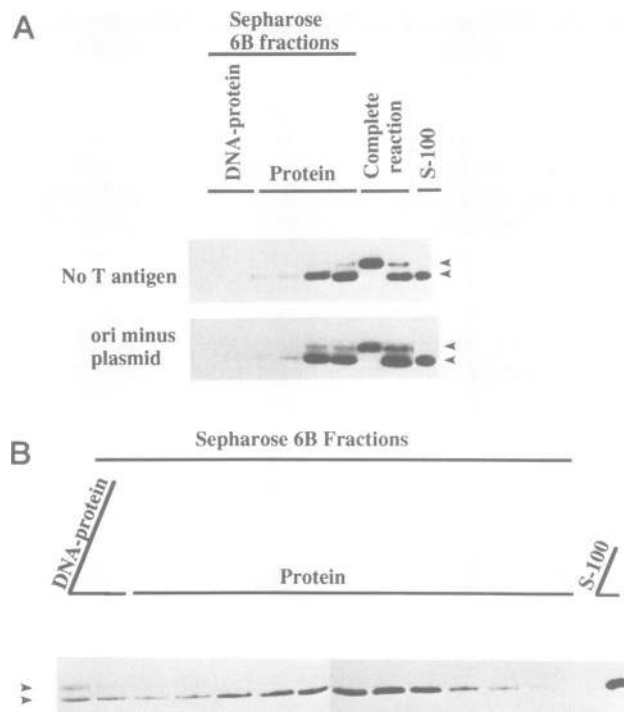 A
Sepharose
6B fractions
DNA-protein
Protein
Complete
reaction
S-100
No T antigen
ori minus
plasmid
B
Sepharose 6B Fractions
DNA-protein
Protein
S-100